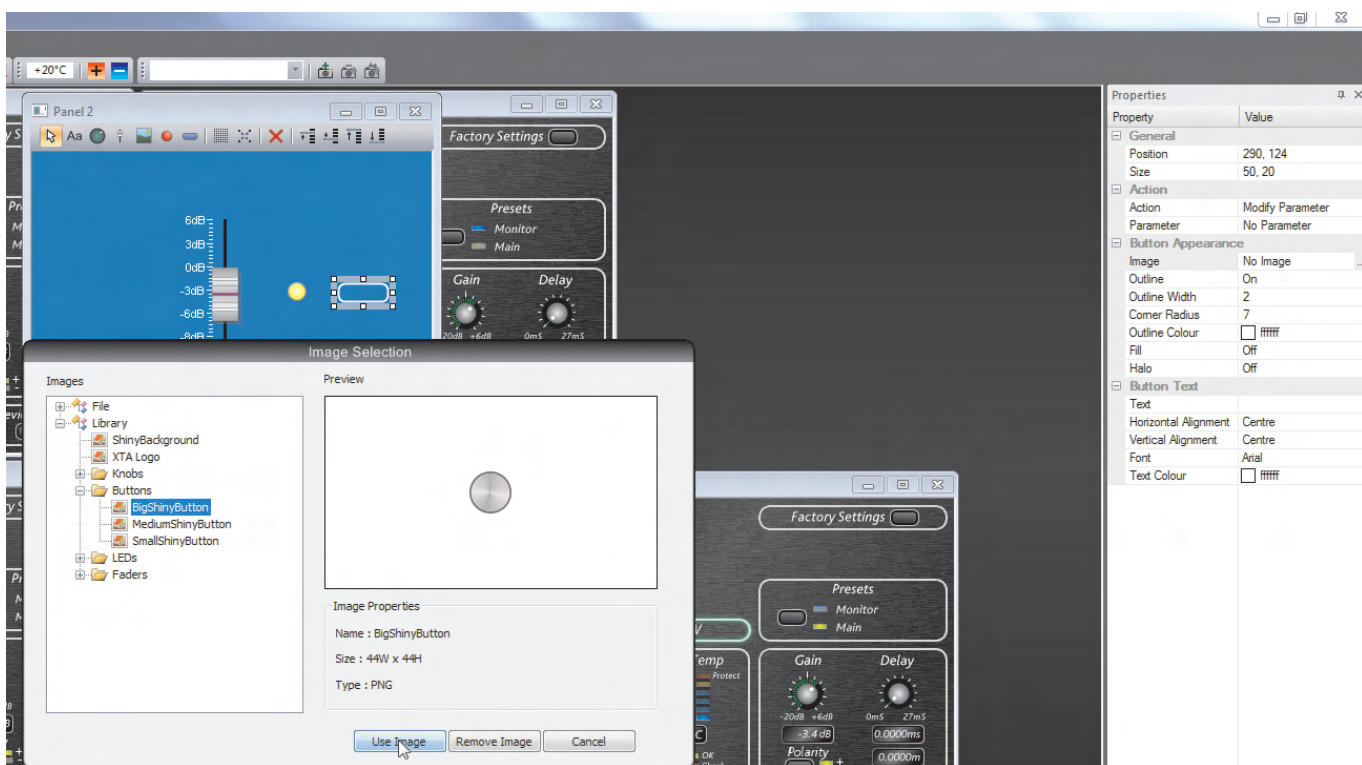 +20°C
Panel 2
Aa
Factory Settings
Presets
Monitor
Main
Gain Delay
6dB
3dB
0dB
-3dB
-6dB
-8dB
-20dB +6dB 0mS 27mS
Image Selection
Images
File
Library
ShinyBackground
XTA Logo
Knobs
Buttons
BigShinyButton
MediumShinyButton
SmallShinyButton
LEDs
Faders
Preview
Image Properties
Name : BigShinyButton
Size : 44W x 44H
Type : PNG
Use Image Remove Image Cancel
Factory Settings
Presets
Monitor
Main
Temp
Protect
OK
Gain Delay
-20dB +6dB 0mS 27mS
-3.4 dB 0.0000ms
Polarity
+ 0.0000m
Properties
Property Value
General
Position 290, 124
Size 50, 20
Action
Action Modify Parameter
Parameter No Parameter
Button Appearance
Image No Image ...
Outline On
Outline Width 2
Corner Radius 7
Outline Colour ffffff
Fill Off
Halo Off
Button Text
Text
Horizontal Alignment Centre
Vertical Alignment Centre
Font Arial
Text Colour ffffff